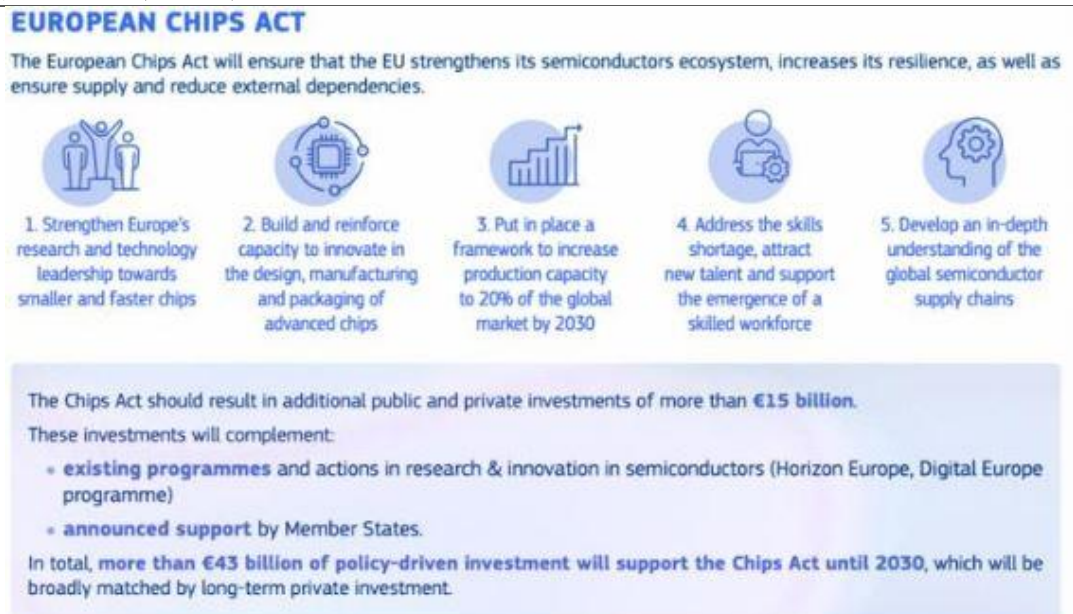 EUROPEAN CHIPS ACT
The European Chips Act will ensure that the EU strengthens its semiconductors ecosystem, increases its resilience, as well as
ensure supply and reduce external dependencies.
1. Strengthen Europe's
research and technology
leadership towards
smaller and faster chips
2. Build and reinforce
capacity to innovate in
the design, manufacturing
and packaging of
advanced chips
3. Put in place a
framework to increase
production capacity
to 20% of the global
market by 2030
4. Address the skills
shortage, attract
new talent and support
the emergence of a
skilled workforce
5. Develop an in-depth
understanding of the
global semiconductor
supply chains
The Chips Act should result in additional public and private investments of more than €15 billion.
These investments will complement:
• existing programmes and actions in research & innovation in semiconductors (Horizon Europe, Digital Europe
programme)
• announced support by Member States.
In total, more than €43 billion of policy-driven investment will support the Chips Act until 2030, which will be
broadly matched by long-term private investment.